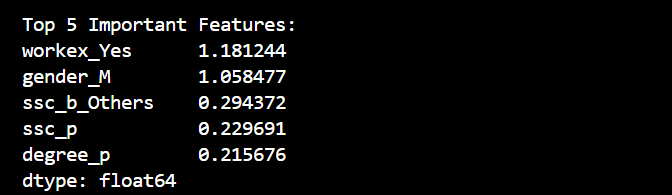 Top 5 Important Features:
workex_Yes 1.181244
gender_M 1.058477
ssc_b_Others 0.294372
ssc_p 0.229691
degree_p 0.215676
dtype: float64